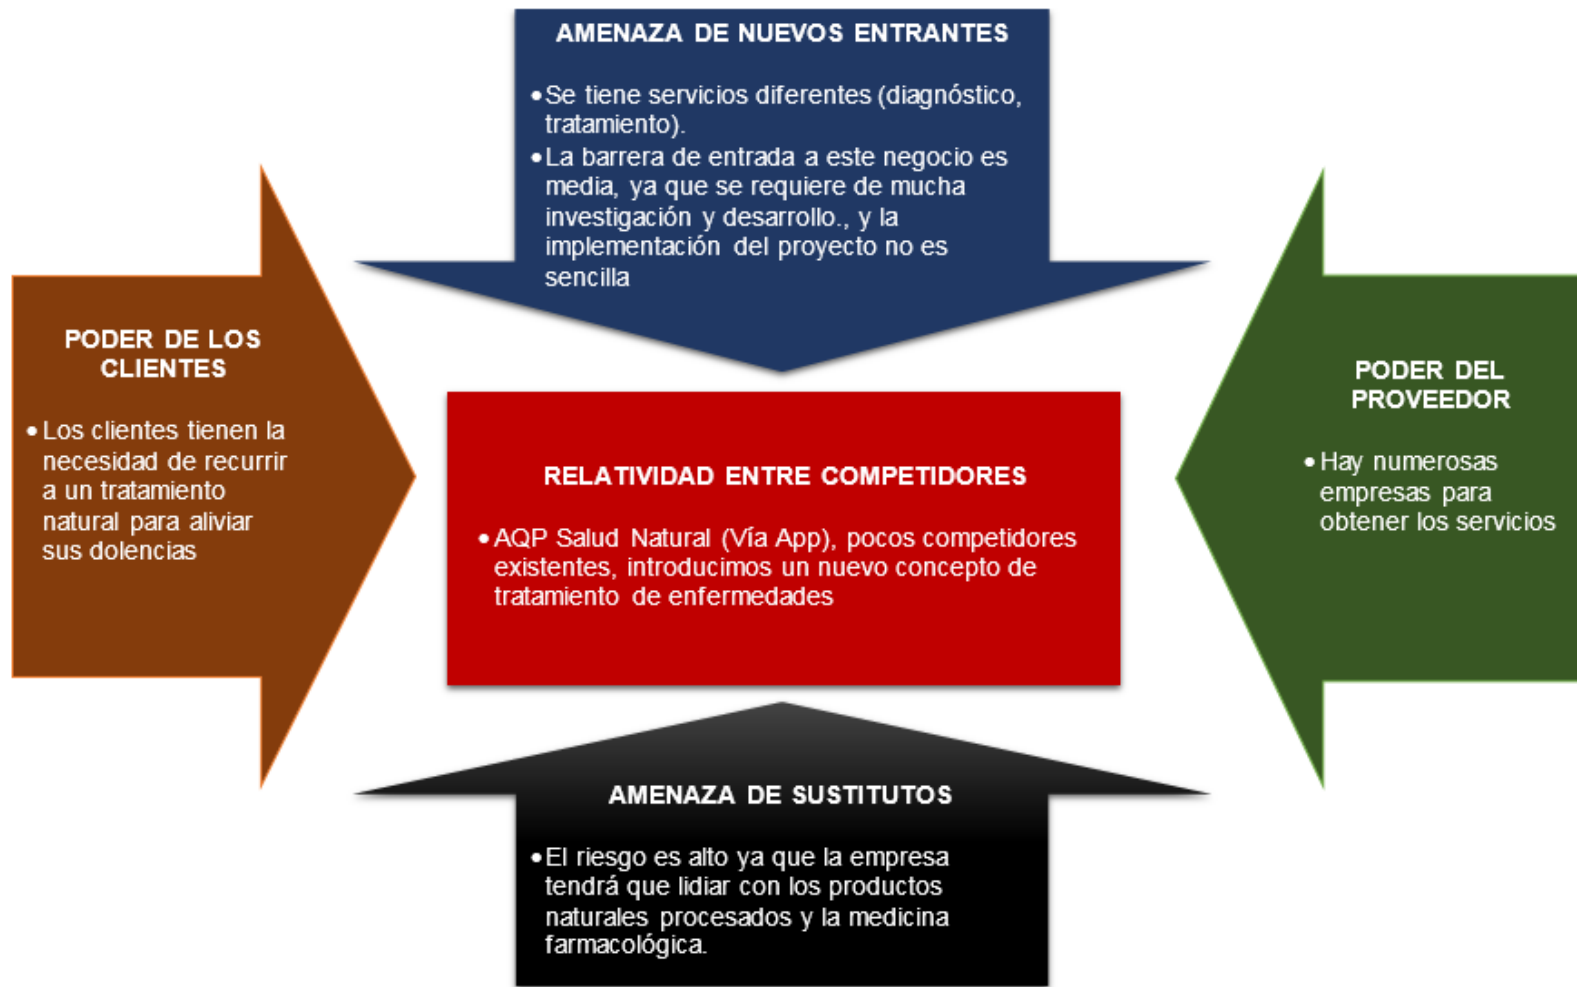 AMENAZA DE NUEVOS ENTRANTES
• Se tiene servicios diferentes (diagnóstico,
tratamiento).
• La barrera de entrada a este negocio es
media, ya que se requiere de mucha
investigación y desarrollo., y la
implementación del proyecto no es
sencilla
PODER DE LOS
CLIENTES
• Los clientes tienen la
necesidad de recurrir
a un tratamiento
natural para aliviar
sus dolencias
RELATIVIDAD ENTRE COMPETIDORES
• AQP Salud Natural (Vía App), pocos competidores
existentes, introducimos un nuevo concepto de
tratamiento de enfermedades
PODER DEL
PROVEEDOR
• Hay numerosas
empresas para
obtener los servicios
AMENAZA DE SUSTITUTOS
• El riesgo es alto ya que la empresa
tendrá que lidiar con los productos
naturales procesados y la medicina
farmacológica.